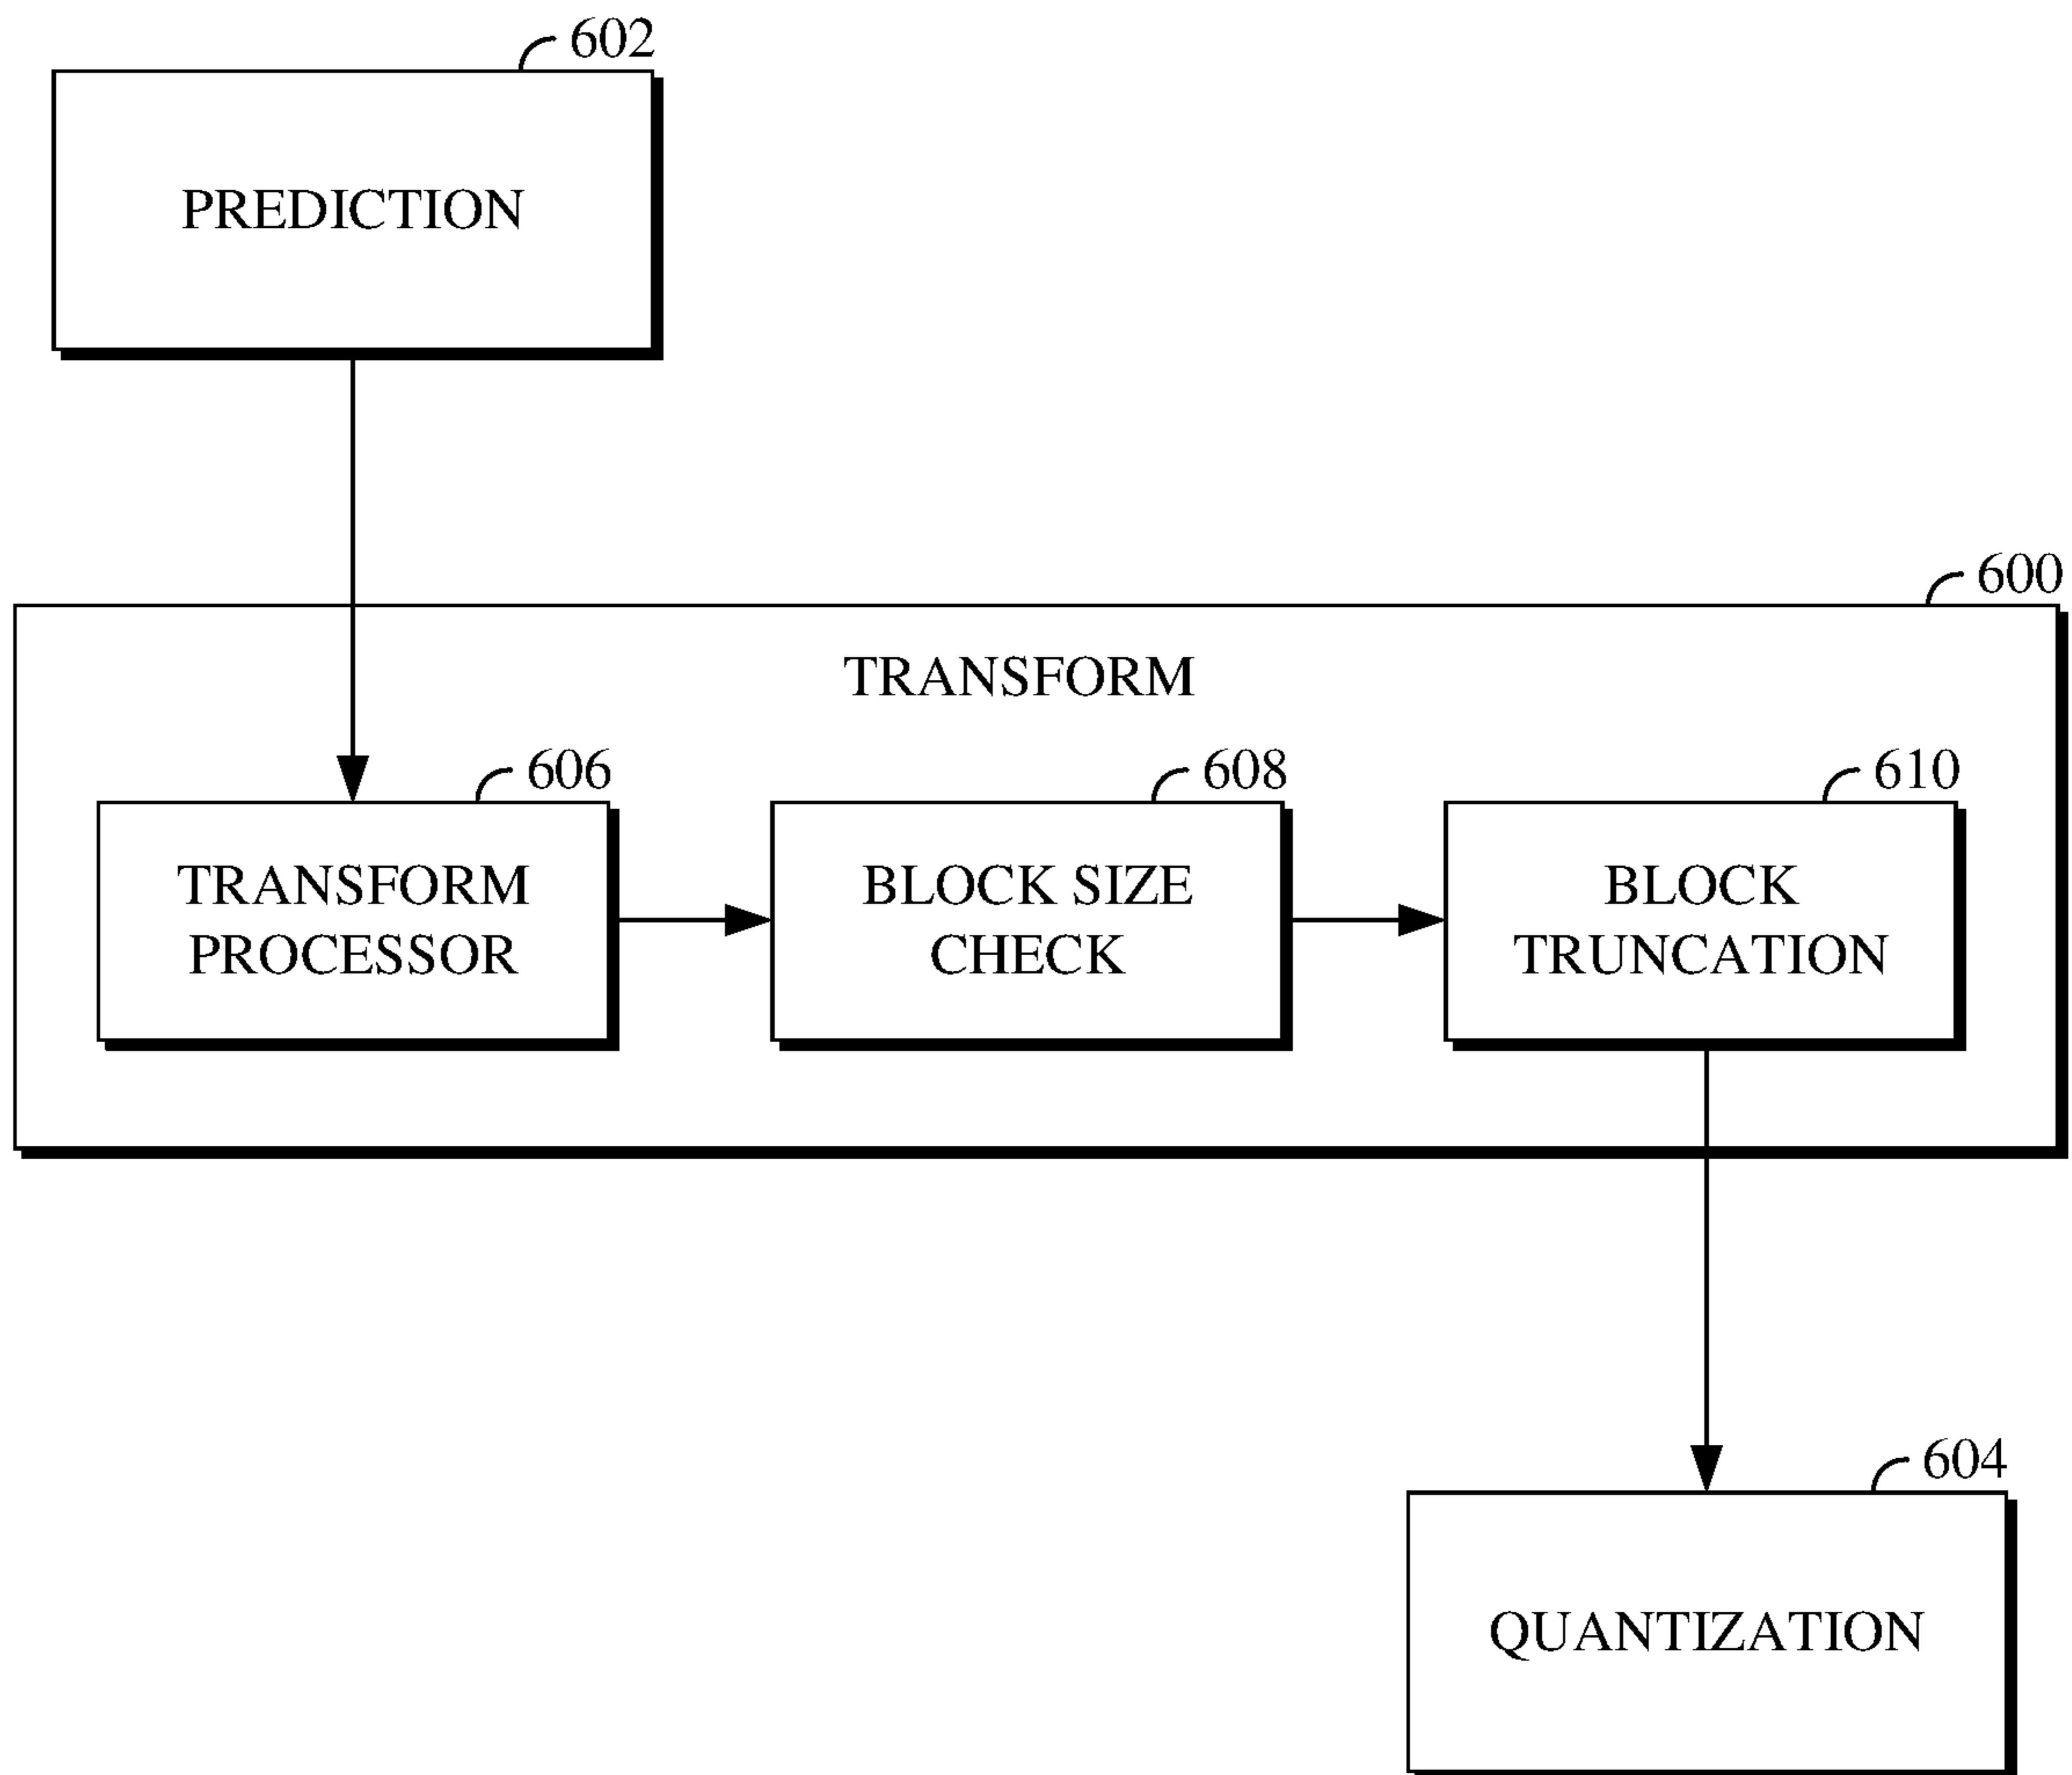 602
PREDICTION
600
TRANSFORM
606
608
610
TRANSFORM
PROCESSOR
BLOCK SIZE
CHECK
BLOCK
TRUNCATION
604
QUANTIZATION